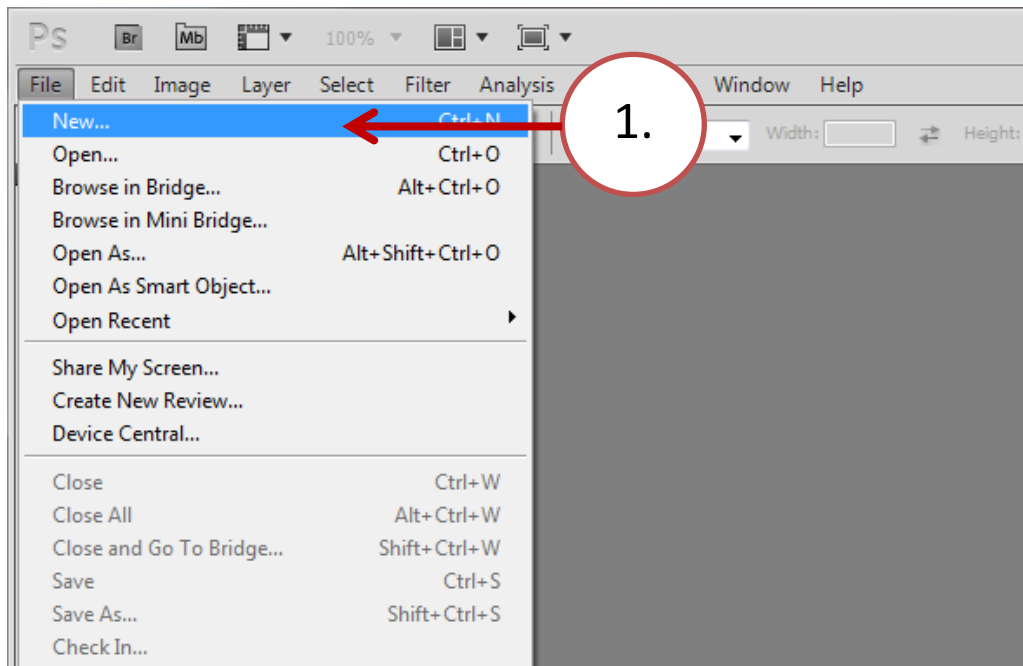 Ps Br Mb 100%
File Edit Image Layer Select Filter Analysis Window Help
1.
Width: Height:
New... Ctrl+N
Open... Ctrl+O
Browse in Bridge... Alt+Ctrl+O
Browse in Mini Bridge...
Open As... Alt+Shift+Ctrl+O
Open As Smart Object...
Open Recent
Share My Screen...
Create New Review...
Device Central...
Close Ctrl+W
Close All Alt+Ctrl+W
Close and Go To Bridge... Shift+Ctrl+W
Save Ctrl+S
Save As... Shift+Ctrl+S
Check In...